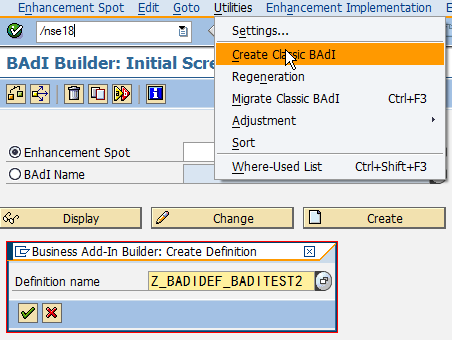 Enhancement Spot Edit Goto Utilities Enhancement Implementation E
/nse18
Settings...
BAdI Builder: Initial Scre
Create Classic BAdI
Regeneration
Migrate Classic BAdI Ctrl+F3
Adjustment
Sort
Where-Used List Ctrl+Shift+F3
Enhancement Spot
BAdI Name
Display Change Create
Business Add-In Builder: Create Definition
Definition name Z_BADIDEF_BADITEST2